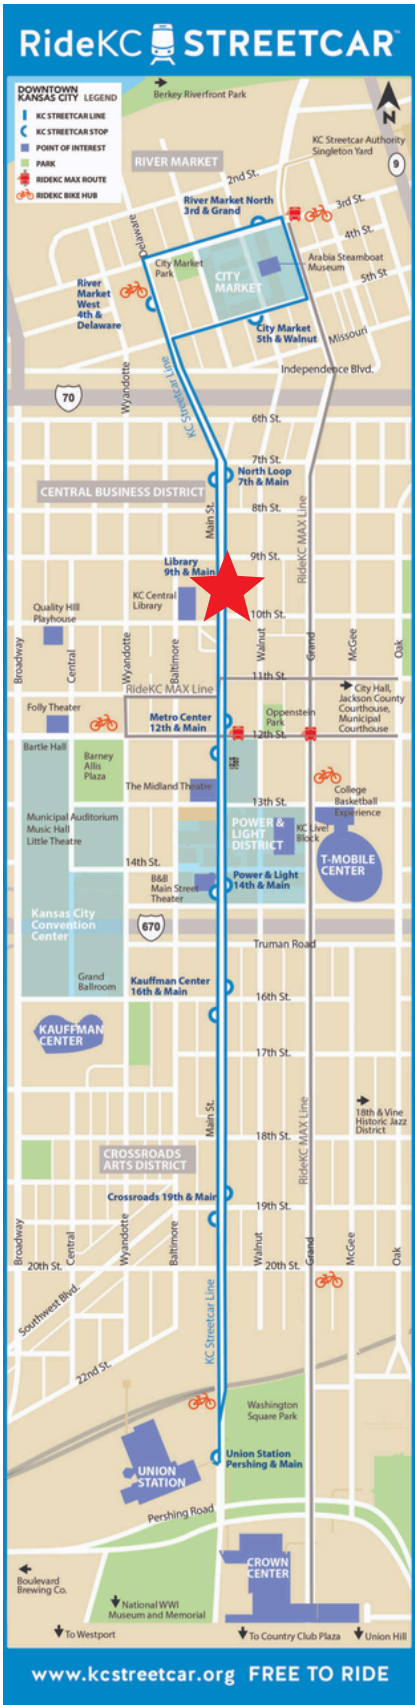 RideKC STREETCAR™
DOWNTOWN
KANSAS CITY LEGEND
KC STREETCAR LINE
KC STREETCAR STOP
POINT OF INTEREST
PARK
RIDEKC MAX ROUTE
RIDEKC BIKE HUB
Berkey Riverfront Park
N
KC Streetcar Authority
Singleton Yard
9
RIVER MARKET
2nd St.
River Market North
3rd & Grand
3rd St.
4th St.
Delaware
City Market
Park
CITY
MARKET
Arabia Steamboat
Museum
5th St
River
Market
West
4th &
Delaware
City Market
5th & Walnut
Missouri
Independence Blvd.
Wyandotte
KC Streetcar Line
70
6th St.
7th St.
North Loop
7th & Main
CENTRAL BUSINESS DISTRICT
Main St.
8th St.
RideKC MAX Line
9th St.
Library
9th & Main
KC Central
Library
Quality Hill
Playhouse
10th St.
Broadway
Central
Wyandotte
Baltimore
Walnut
Grand
McGee
Oak
11th St.
RideKC MAX Line
City Hall,
Jackson County
Courthouse,
Municipal
Courthouse
Folly Theater
Metro Center
12th & Main
Oppenstein
Park
12th St.
Bartle Hall
Barney
Allis
Plaza
The Midland Theatre
College
Basketball
Experience
13th St.
Municipal Auditorium
Music Hall
Little Theatre
POWER &
LIGHT
DISTRICT
KC Live!
Block
T-MOBILE
CENTER
14th St.
B&B
Main Street
Theater
Power & Light
14th & Main
Kansas City
Convention
Center
670
Truman Road
Grand
Ballroom
Kauffman Center
16th & Main
16th St.
KAUFFMAN
CENTER
17th St.
Main St.
RideKC MAX Line
18th & Vine
Historic Jazz
District
18th St.
CROSSROADS
ARTS DISTRICT
Crossroads 19th & Main
19th St.
Broadway
Central
Wyandotte
Baltimore
Walnut
Grand
McGee
Oak
20th St.
20th St.
Southwest Blvd.
KC Streetcar Line
22nd St.
Washington
Square Park
UNION
STATION
Union Station
Pershing & Main
Pershing Road
CROWN
CENTER
Boulevard
Brewing Co.
National WWI
Museum and Memorial
To Westport
To Country Club Plaza
Union Hill
www.kcstreetcar.org FREE TO RIDE